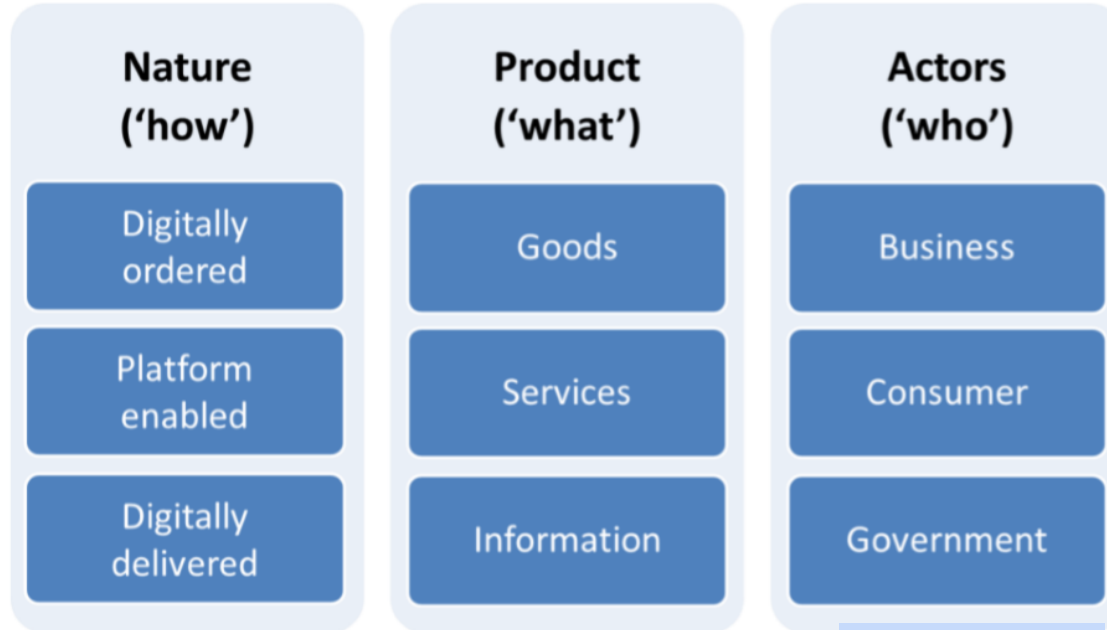 Nature
(‘how’)
Digitally
ordered
Platform
enabled
Digitally
delivered
Product
(‘what’)
Goods
Services
Information
Actors
(‘who’)
Business
Consumer
Government